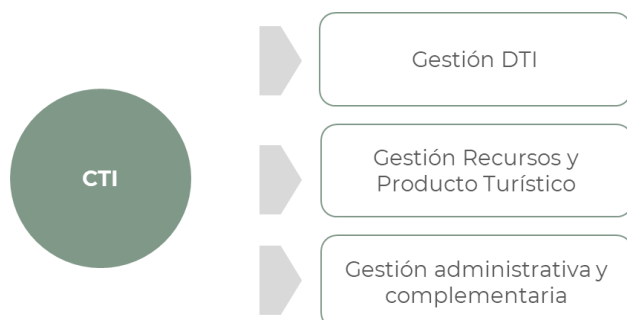 CTI
Gestión DTI
Gestión Recursos y
Producto Turístico
Gestión administrativa y
complementaria